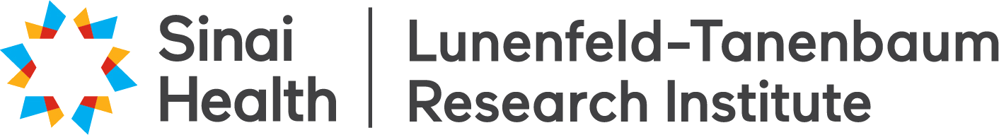 Sinai
Health
Lunenfeld-Tanenbaum
Research Institute